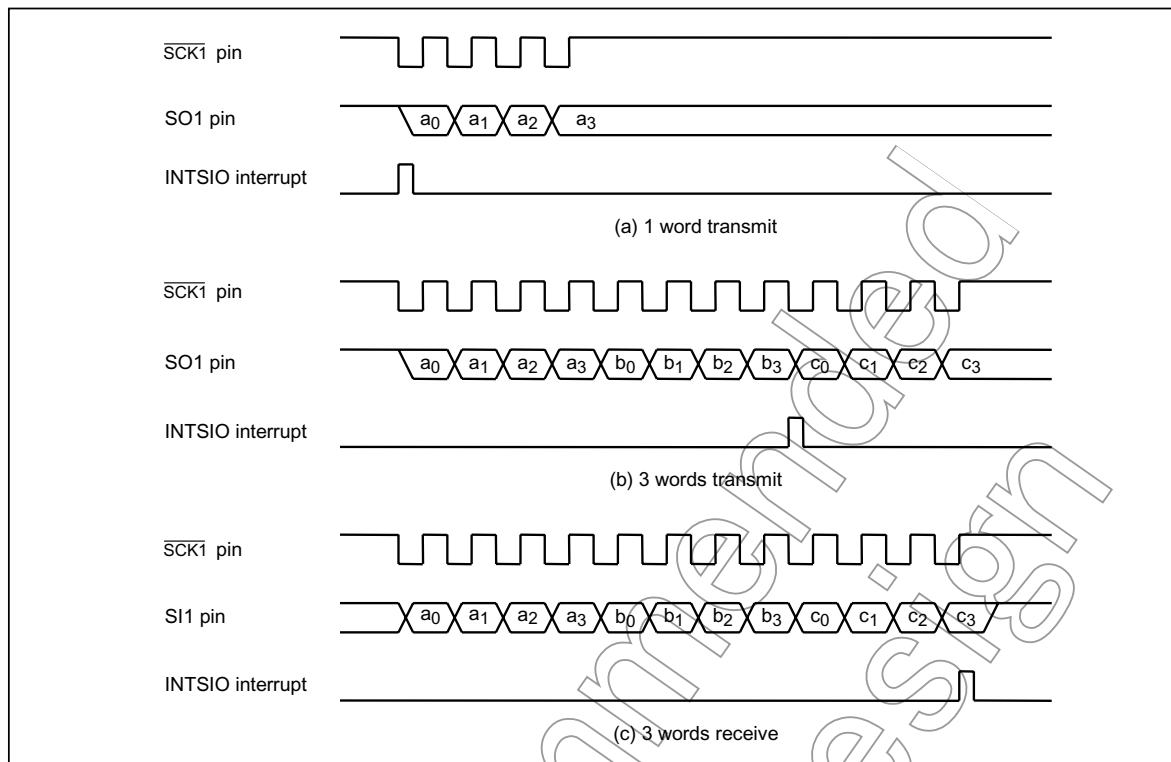 SCK1 pin
SO1 pin
a0 a1 a2 a3
INTSIO interrupt
(a) 1 word transmit
SCK1 pin
SO1 pin
a0 a1 a2 a3 b0 b1 b2 b3 c0 c1 c2 c3
INTSIO interrupt
(b) 3 words transmit
SCK1 pin
SI1 pin
a0 a1 a2 a3 b0 b1 b2 b3 c0 c1 c2 c3
INTSIO interrupt
(c) 3 words receive